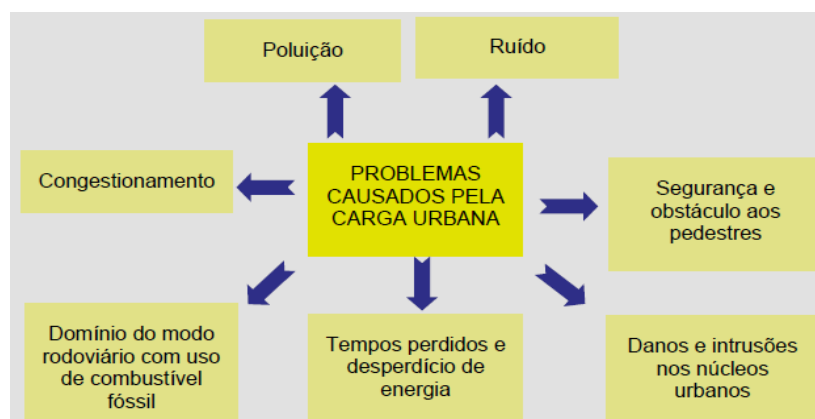 Poluição
Ruído
Congestionamento
PROBLEMAS
CAUSADOS PELA
CARGA URBANA
Segurança e
obstáculo aos
pedestres
Domínio do modo
rodoviário com uso
de combustível
fóssil
Tempos perdidos e
desperdício de
energia
Danos e intrusões
nos núcleos
urbanos